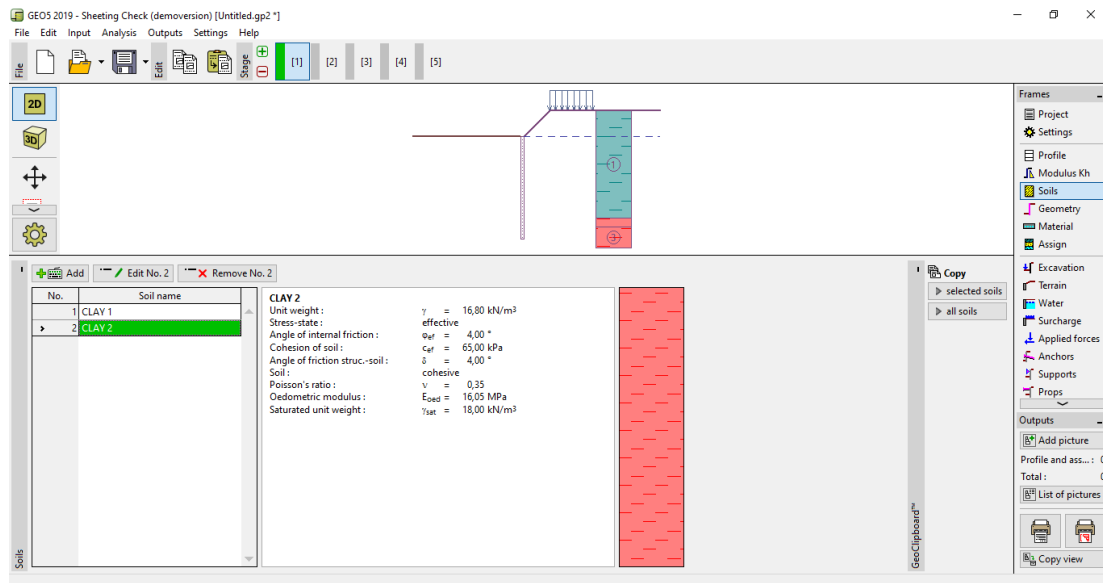 GEO5 2019 - Sheeting Check (demoversion) [Untitled.gp2 *]
File Edit Input Analysis Outputs Settings Help
File
Edit
Stage
[1] [2] [3] [4] [5]
2D
3D
1
3
Frames
Project
Settings
Profile
Modulus Kh
Soils
Geometry
Material
Assign
Excavation
Terrain
Water
Surcharge
Applied forces
Anchors
Supports
Props
Outputs
Add picture
Profile and ass... : 0
Total : 0
List of pictures
Copy view
Soils
Add Edit No. 2 Remove No. 2
No. Soil name
1 CLAY 1
2 CLAY 2
CLAY 2
Unit weight : γ = 16,80 kN/m³
Stress-state : effective
Angle of internal friction : φef = 4,00 °
Cohesion of soil : cef = 65,00 kPa
Angle of friction struc.-soil : δ = 4,00 °
Soil : cohesive
Poisson's ratio : ν = 0,35
Oedometric modulus : Eoed = 16,05 MPa
Saturated unit weight : γsat = 18,00 kN/m³
GeoClipboard™
Copy
selected soils
all soils